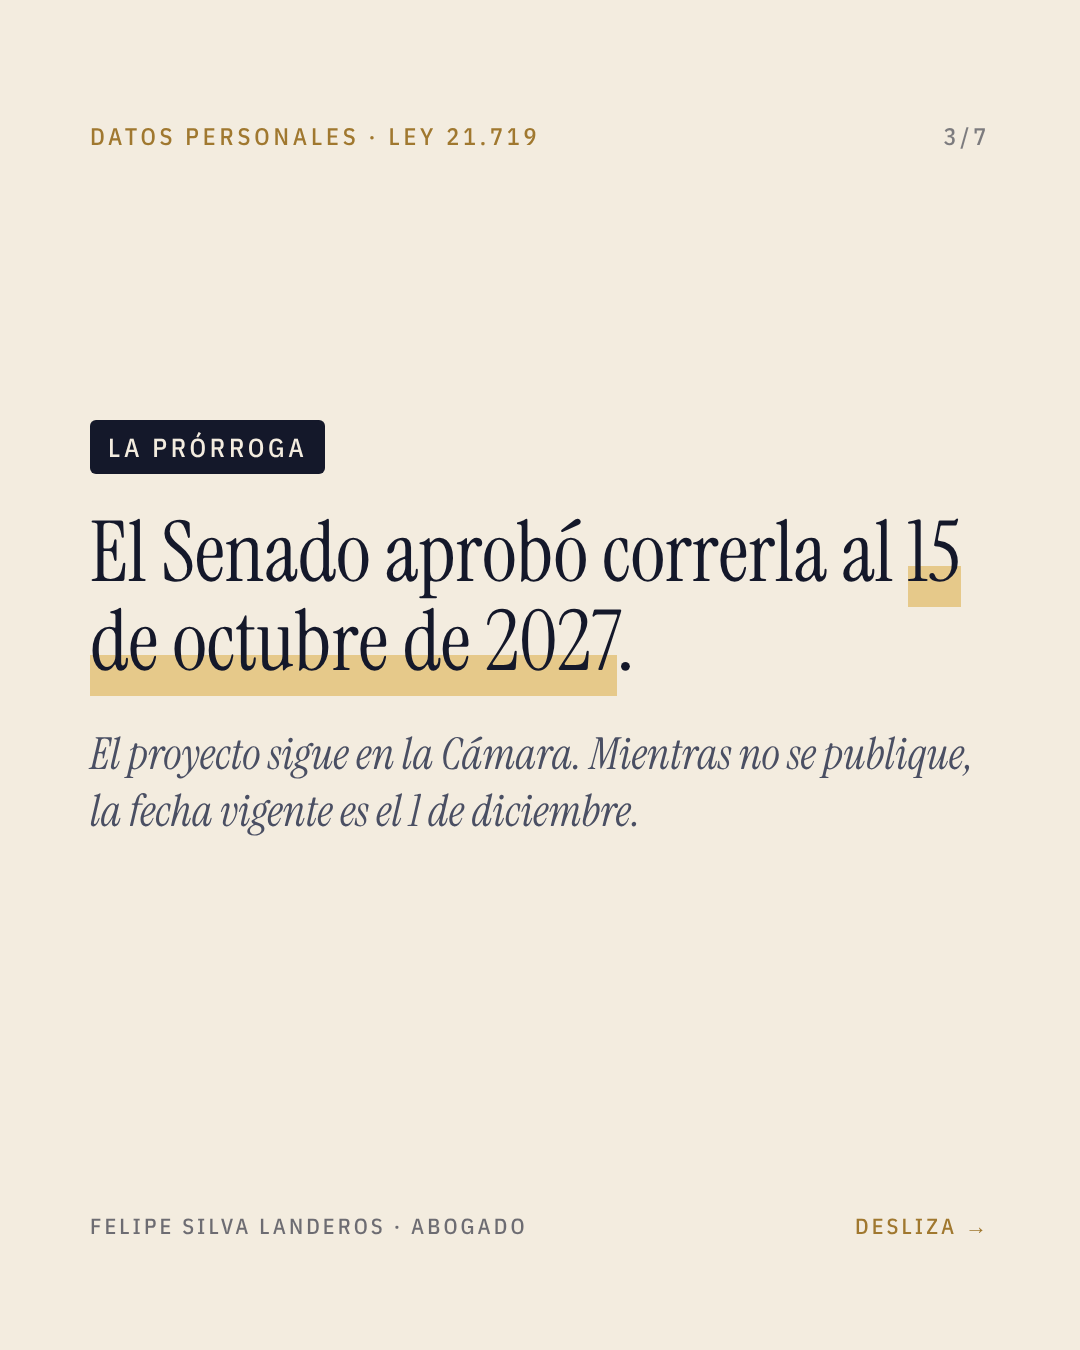 DATOS PERSONALES · LEY 21.719
3/7
LA PRÓRROGA
El Senado aprobó correrla al 15
de octubre de 2027.
El proyecto sigue en la Cámara. Mientras no se publique,
la fecha vigente es el 1 de diciembre.
FELIPE SILVA LANDEROS · ABOGADO
DESLIZA →